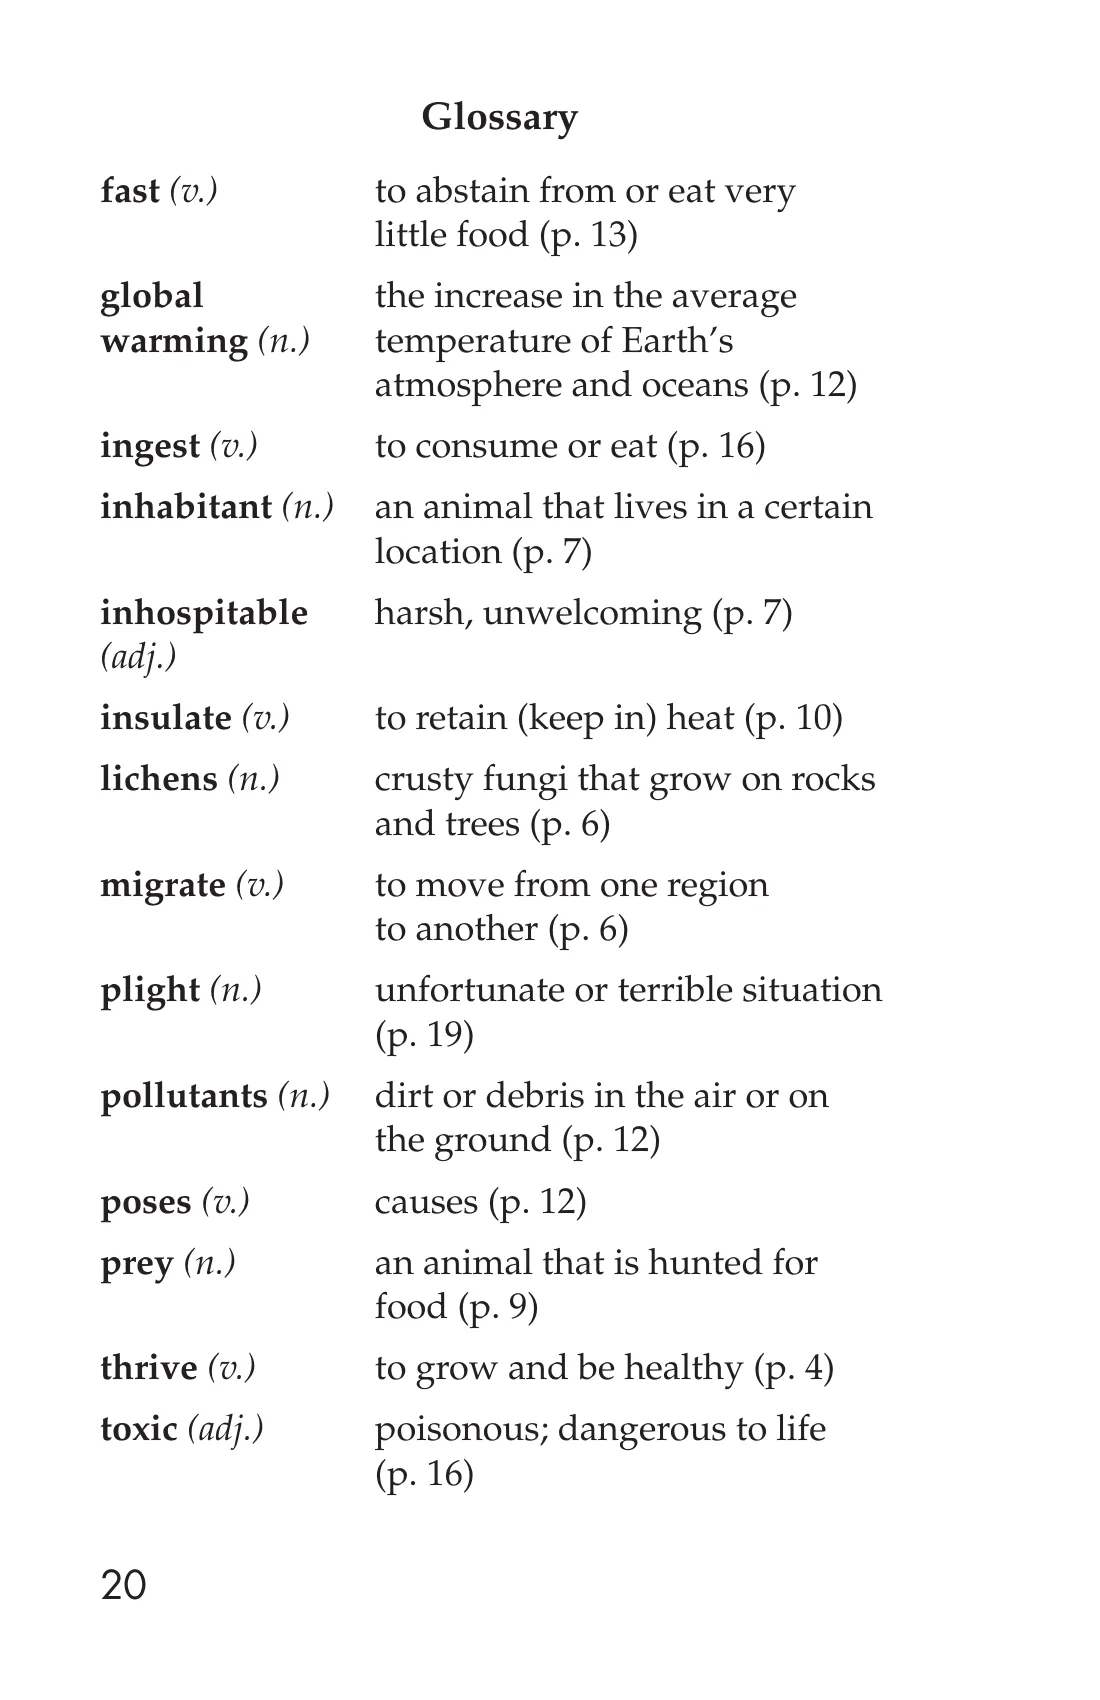 Glossary
fast (v.) to abstain from or eat very
little food (p. 13)
global the increase in the average
warming (n.) temperature of Earth’s
atmosphere and oceans (p. 12)
ingest (v.) to consume or eat (p. 16)
inhabitant (n.) an animal that lives in a certain
location (p. 7)
inhospitable harsh, unwelcoming (p. 7)
(adj.)
insulate (v.) to retain (keep in) heat (p. 10)
lichens (n.) crusty fungi that grow on rocks
and trees (p. 6)
migrate (v.) to move from one region
to another (p. 6)
plight (n.) unfortunate or terrible situation
(p. 19)
pollutants (n.) dirt or debris in the air or on
the ground (p. 12)
poses (v.) causes (p. 12)
prey (n.) an animal that is hunted for
food (p. 9)
thrive (v.) to grow and be healthy (p. 4)
toxic (adj.) poisonous; dangerous to life
(p. 16)
20